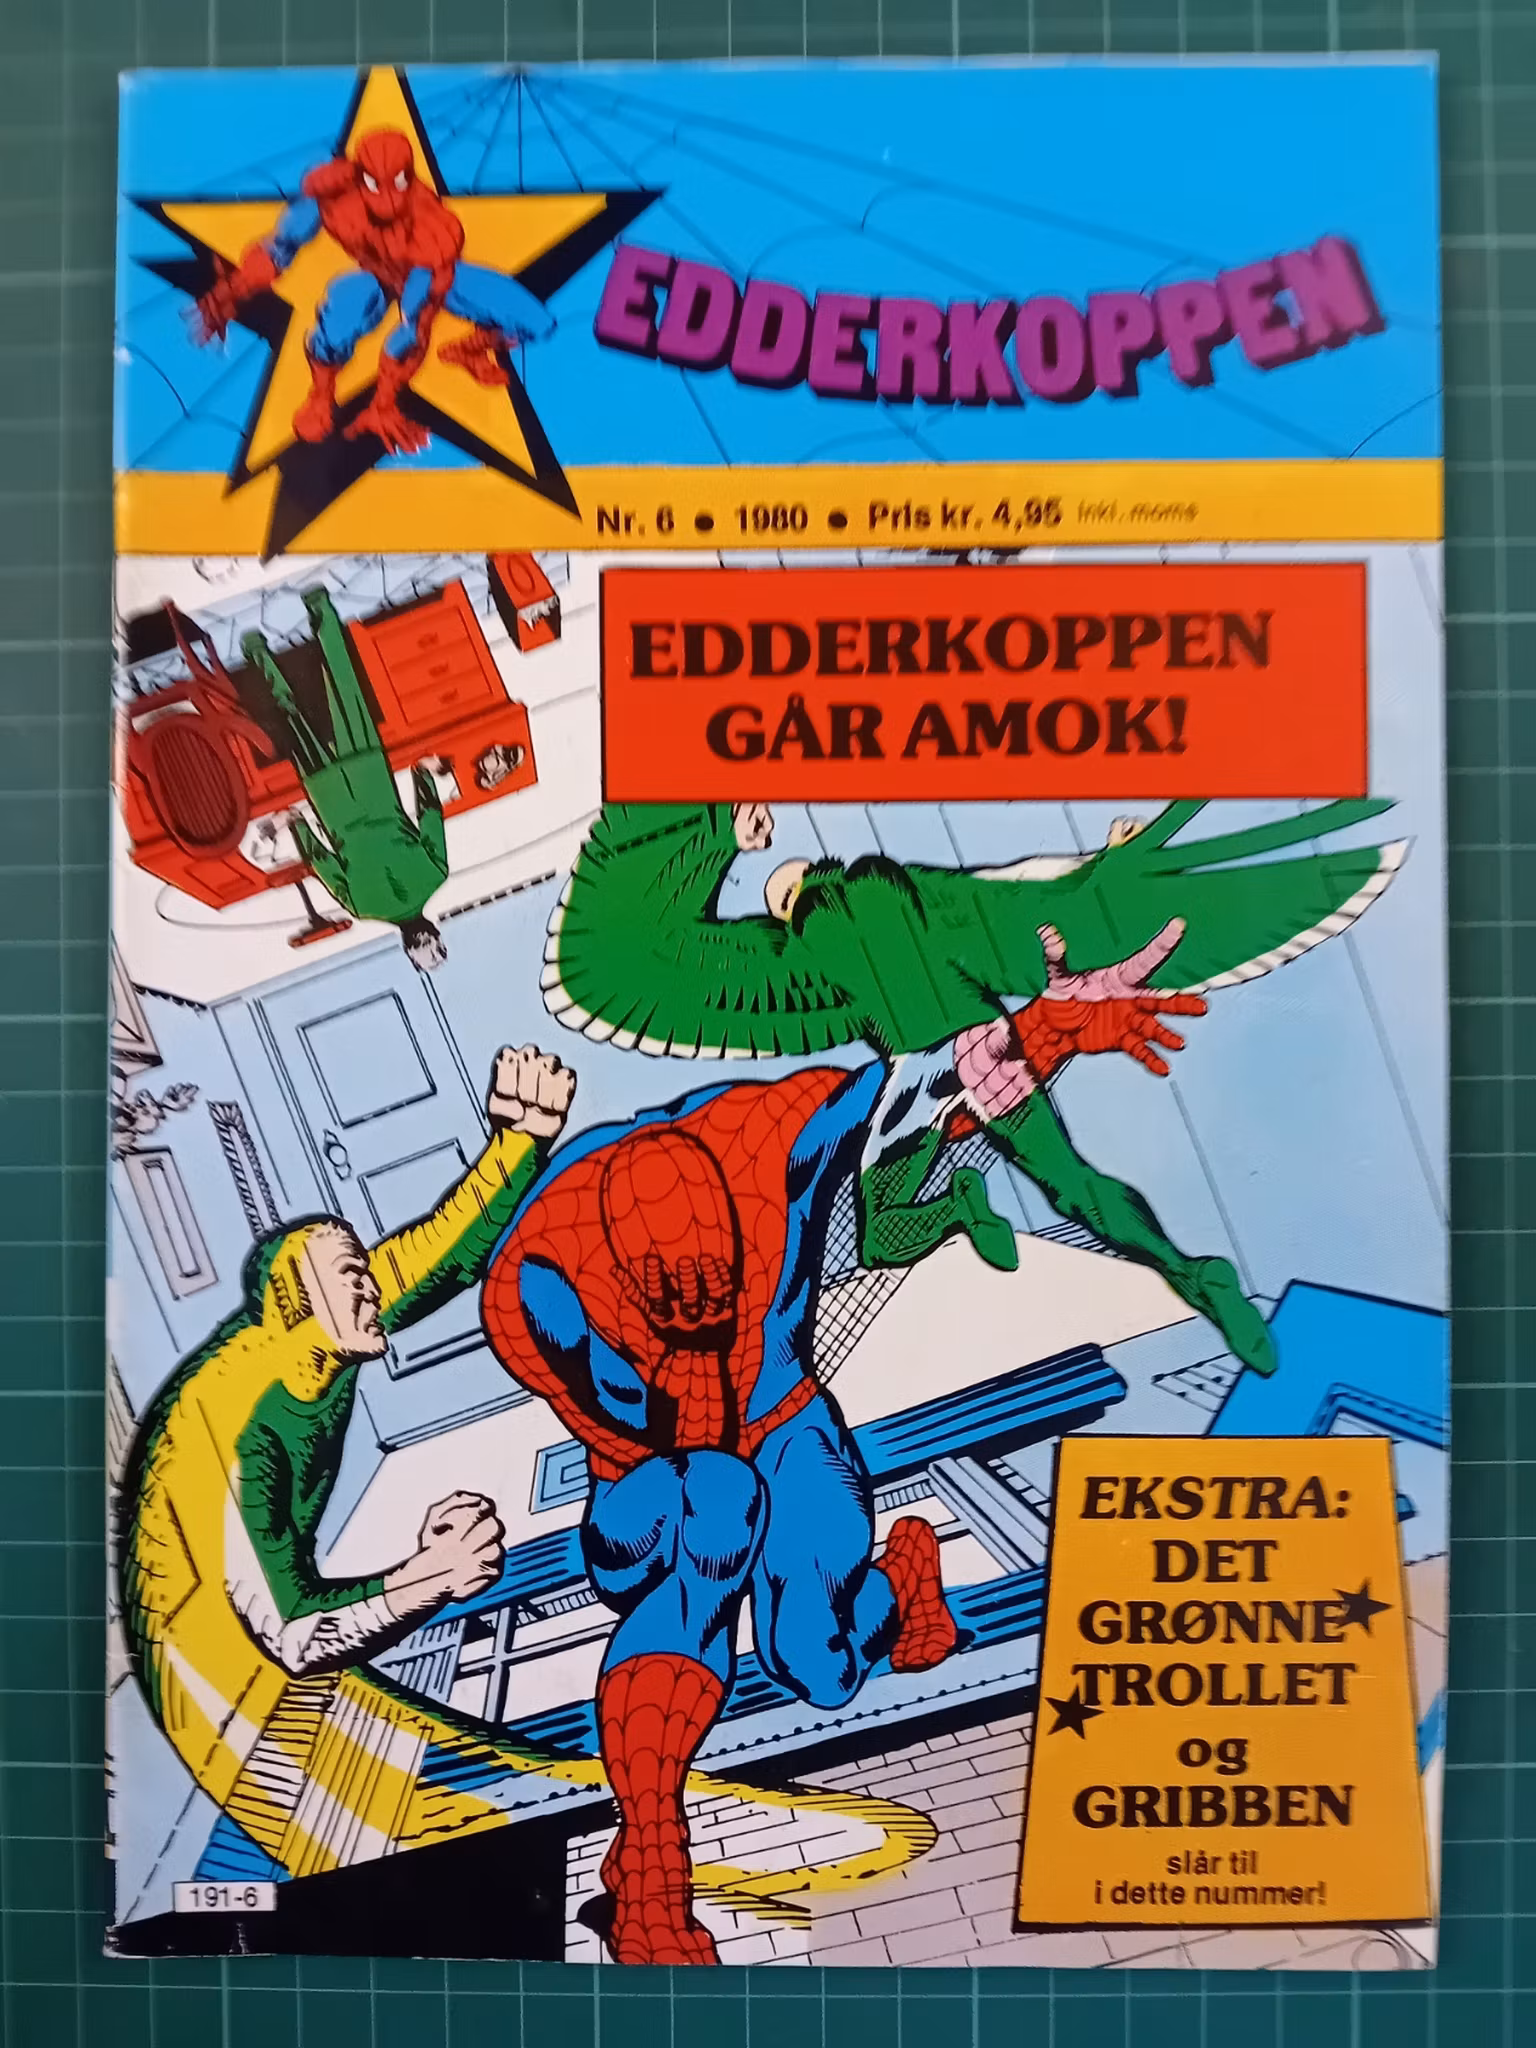 EDDERKOPPEN
Nr. 6 • 1980 • Pris kr. 4,95 inkl. moms
EDDERKOPPEN
GÅR AMOK!
EKSTRA:
DET
GRØNNE
TROLLET
og
GRIBBEN
slår til
i dette nummer!
191-6